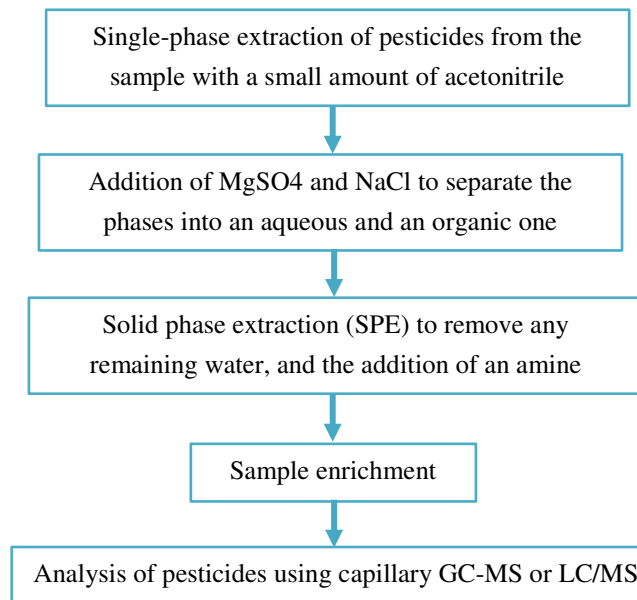 Single-phase extraction of pesticides from the
sample with a small amount of acetonitrile
Addition of MgSO4 and NaCl to separate the
phases into an aqueous and an organic one
Solid phase extraction (SPE) to remove any
remaining water, and the addition of an amine
Sample enrichment
Analysis of pesticides using capillary GC-MS or LC/MS